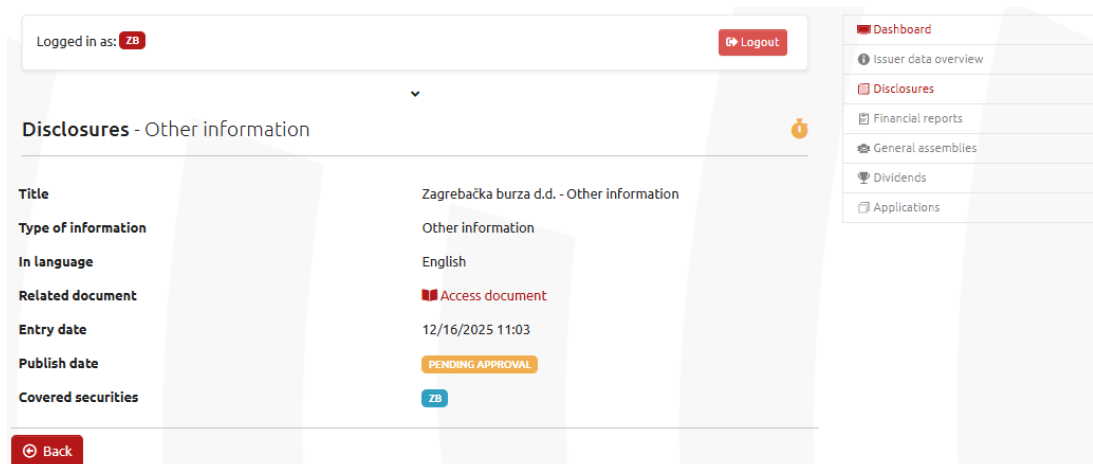 Logged in as: ZB
Logout
Disclosures - Other information
Title Zagrebačka burza d.d. - Other information
Type of information Other information
In language English
Related document Access document
Entry date 12/16/2025 11:03
Publish date PENDING APPROVAL
Covered securities ZB
Back
Dashboard
Issuer data overview
Disclosures
Financial reports
General assemblies
Dividends
Applications